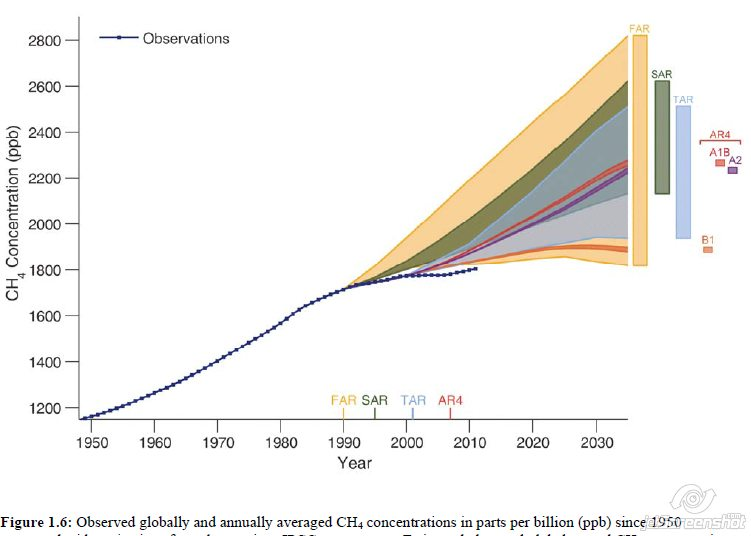 2800
2600
2400
2200
2000
1800
1600
1400
1200
CH4 Concentration (ppb)
Observations
FAR
SAR
TAR
AR4
A1B
A2
B1
FAR SAR TAR AR4
1950 1960 1970 1980 1990 2000 2010 2020 2030
Year
Figure 1.6: Observed globally and annually averaged CH4 concentrations in parts per billion (ppb) since 1950